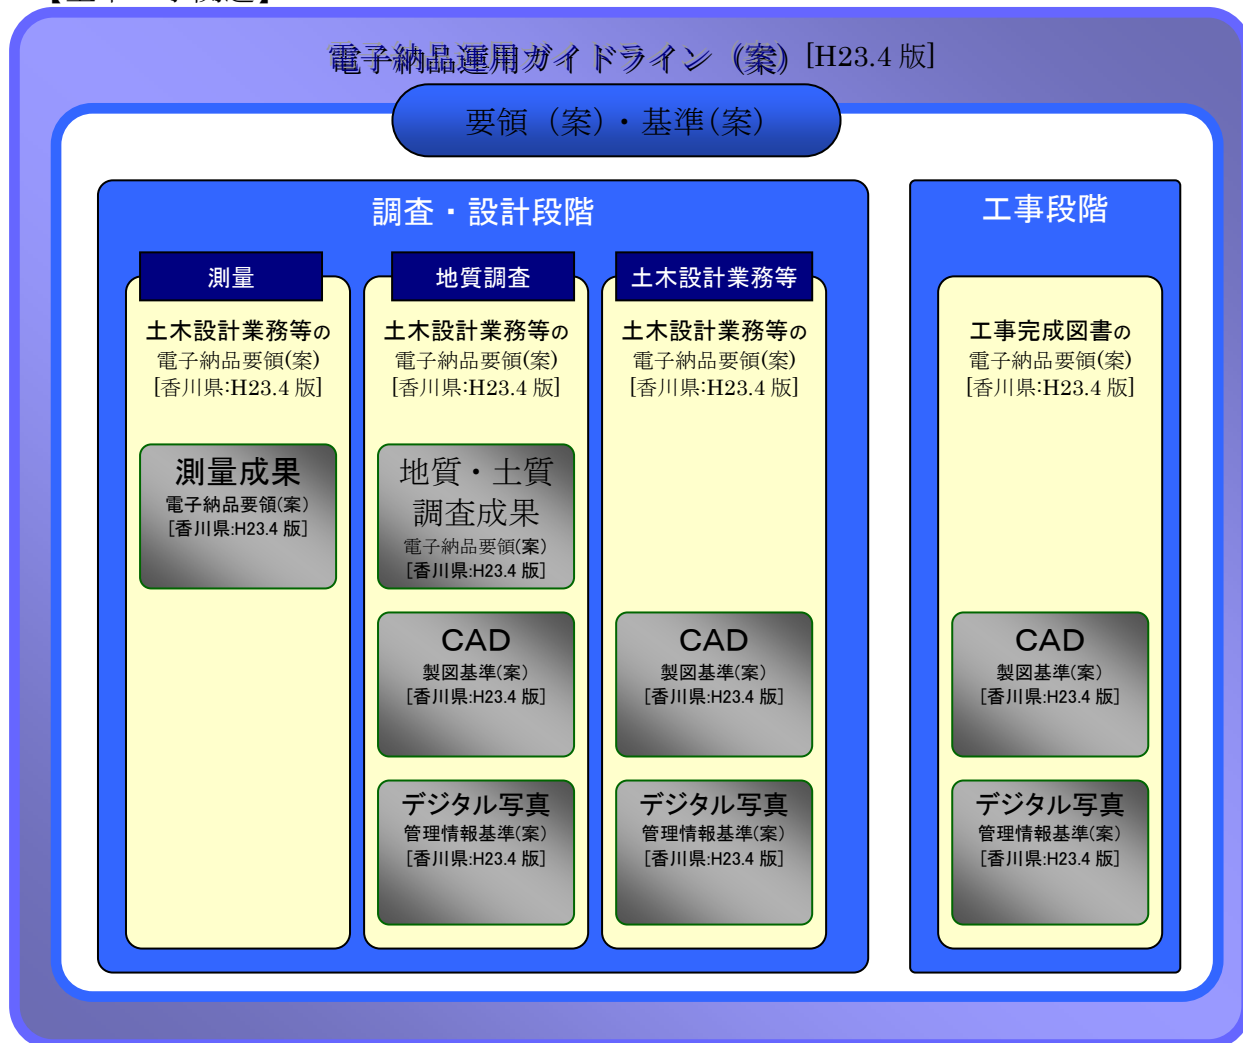 電子納品運用ガイドライン（案）[H23.4 版]
要領（案）・基準(案）
調査・設計段階
測量
土木設計業務等の
電子納品要領(案）
[香川県:H23.4 版]
測量成果
電子納品要領(案）
[香川県:H23.4 版]
地質調査
土木設計業務等の
電子納品要領(案）
[香川県:H23.4 版]
地質・土質
調査成果
電子納品要領(案）
[香川県:H23.4 版]
CAD
製図基準(案）
[香川県:H23.4 版]
デジタル写真
管理情報基準(案）
[香川県:H23.4 版]
土木設計業務等
土木設計業務等の
電子納品要領(案）
[香川県:H23.4 版]
CAD
製図基準(案）
[香川県:H23.4 版]
デジタル写真
管理情報基準(案）
[香川県:H23.4 版]
工事段階
工事完成図書の
電子納品要領(案）
[香川県:H23.4 版]
CAD
製図基準(案）
[香川県:H23.4 版]
デジタル写真
管理情報基準(案）
[香川県:H23.4 版]